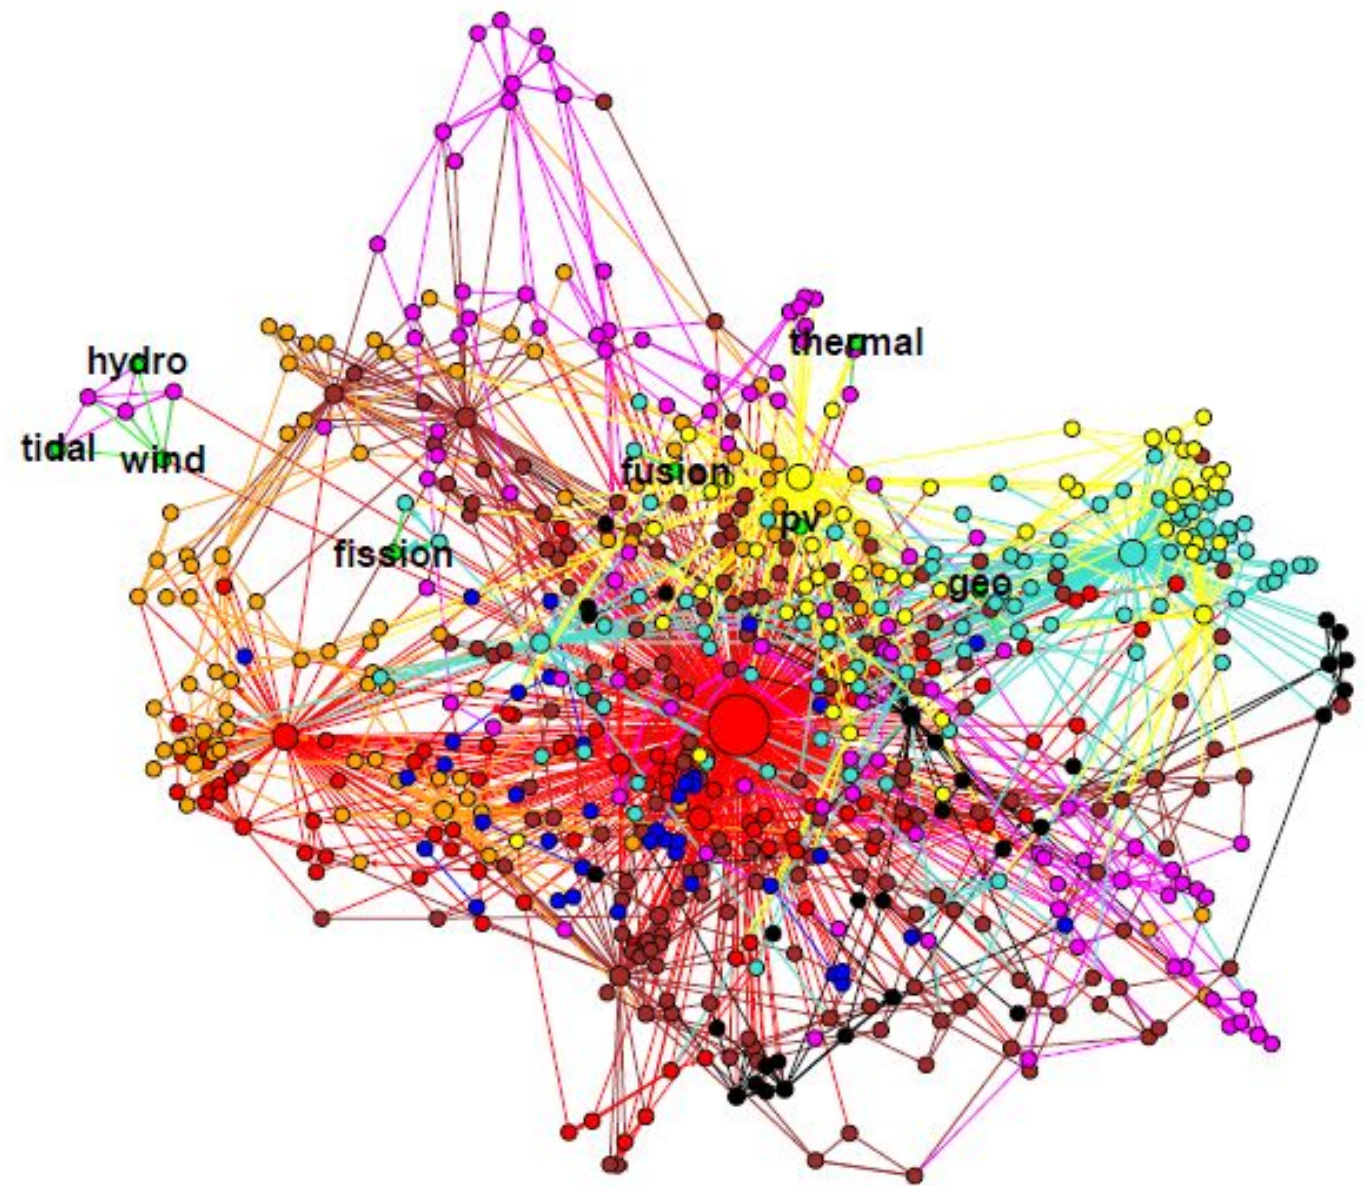 thermal
hydro
tidal
wind
fusion
pv
fission
geo